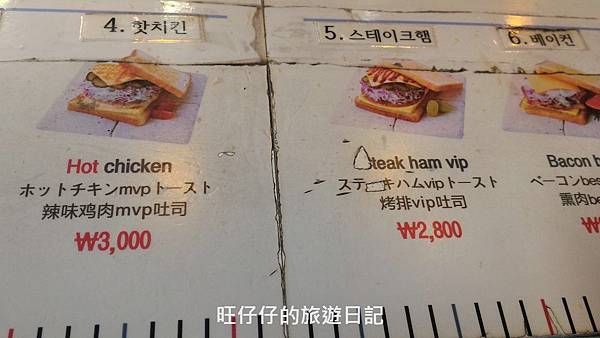 4. 핫치킨
Hot chicken
ホットチキンmvpトースト
辣味鸡肉mvp吐司
₩3,000
5. 스테이크햄
Steak ham vip
ステーキハムvipトースト
烤排vip吐司
₩2,800
6. 베이컨
Bacon b
ベーコンbes
熏肉be
₩
旺仔仔的旅遊日記